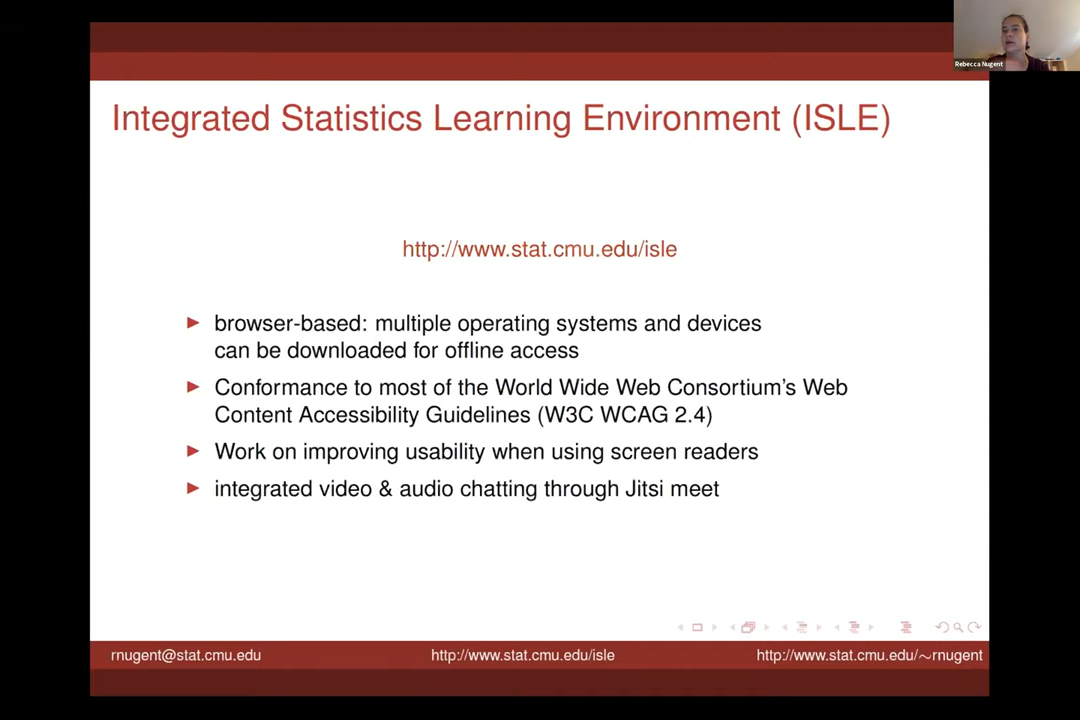 Rebecca Nugent
Integrated Statistics Learning Environment (ISLE)
http://www.stat.cmu.edu/isle
browser-based: multiple operating systems and devices
can be downloaded for offline access
Conformance to most of the World Wide Web Consortium's Web
Content Accessibility Guidelines (W3C WCAG 2.4)
Work on improving usability when using screen readers
integrated video & audio chatting through Jitsi meet
rnugent@stat.cmu.edu
http://www.stat.cmu.edu/isle
http://www.stat.cmu.edu/~rnugent